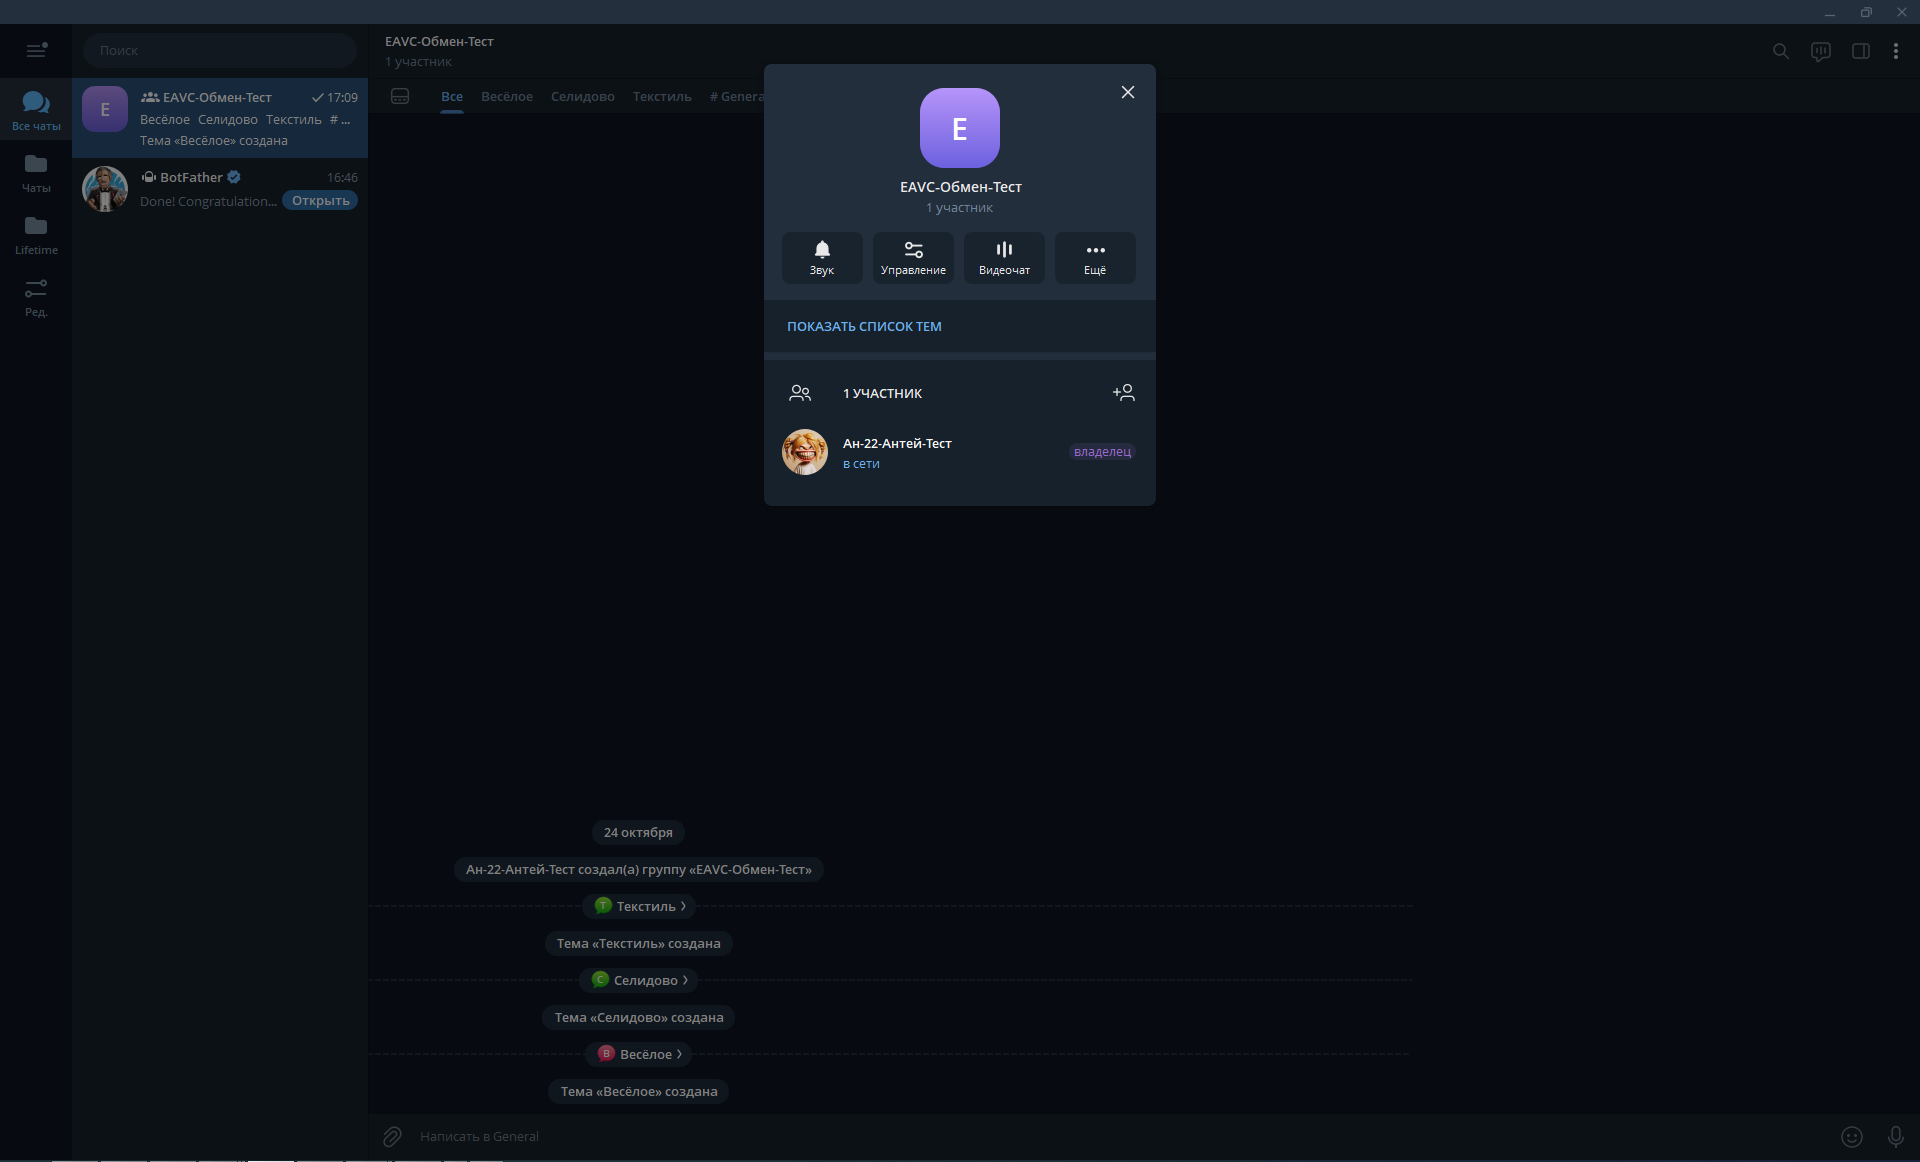 Поиск
Все чаты
Чаты
Lifetime
Ред.
E
EAVC-Обмен-Тест
17:09
Весёлое Селидово Текстиль # ...
Тема «Весёлое» создана
BotFather
16:46
Done! Congratulation...
Открыть
EAVC-Обмен-Тест
1 участник
Все Весёлое Селидово Текстиль # Genera
E
EAVC-Обмен-Тест
1 участник
Звук Управление Видеочат Ещё
ПОКАЗАТЬ СПИСОК ТЕМ
1 УЧАСТНИК
Ан-22-Антей-Тест
в сети
владелец
24 октября
Ан-22-Антей-Тест создал(а) группу «EAVC-Обмен-Тест»
Т Текстиль
Тема «Текстиль» создана
С Селидово
Тема «Селидово» создана
В Весёлое
Тема «Весёлое» создана
Написать в General